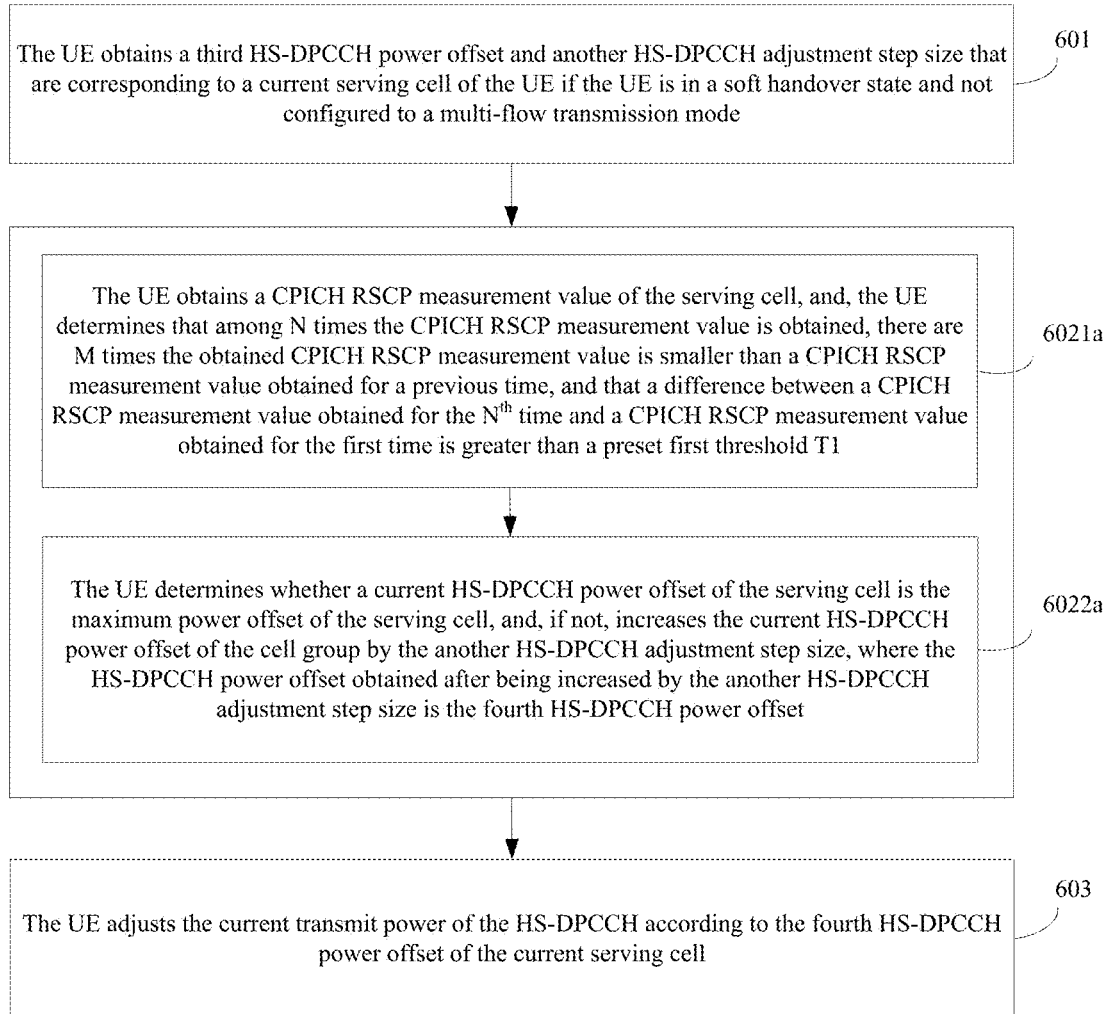 The UE obtains a third HS-DPCCH power offset and another HS-DPCCH adjustment step size that
are corresponding to a current serving cell of the UE if the UE is in a soft handover state and not
configured to a multi-flow transmission mode
601
The UE obtains a CPICH RSCP measurement value of the serving cell, and, the UE
determines that among N times the CPICH RSCP measurement value is obtained, there are
M times the obtained CPICH RSCP measurement value is smaller than a CPICH RSCP
measurement value obtained for a previous time, and that a difference between a CPICH
RSCP measurement value obtained for the Nth time and a CPICH RSCP measurement value
obtained for the first time is greater than a preset first threshold T1
6021a
The UE determines whether a current HS-DPCCH power offset of the serving cell is the
maximum power offset of the serving cell, and, if not, increases the current HS-DPCCH
power offset of the cell group by the another HS-DPCCH adjustment step size, where the
HS-DPCCH power offset obtained after being increased by the another HS-DPCCH
adjustment step size is the fourth HS-DPCCH power offset
6022a
The UE adjusts the current transmit power of the HS-DPCCH according to the fourth HS-DPCCH
power offset of the current serving cell
603